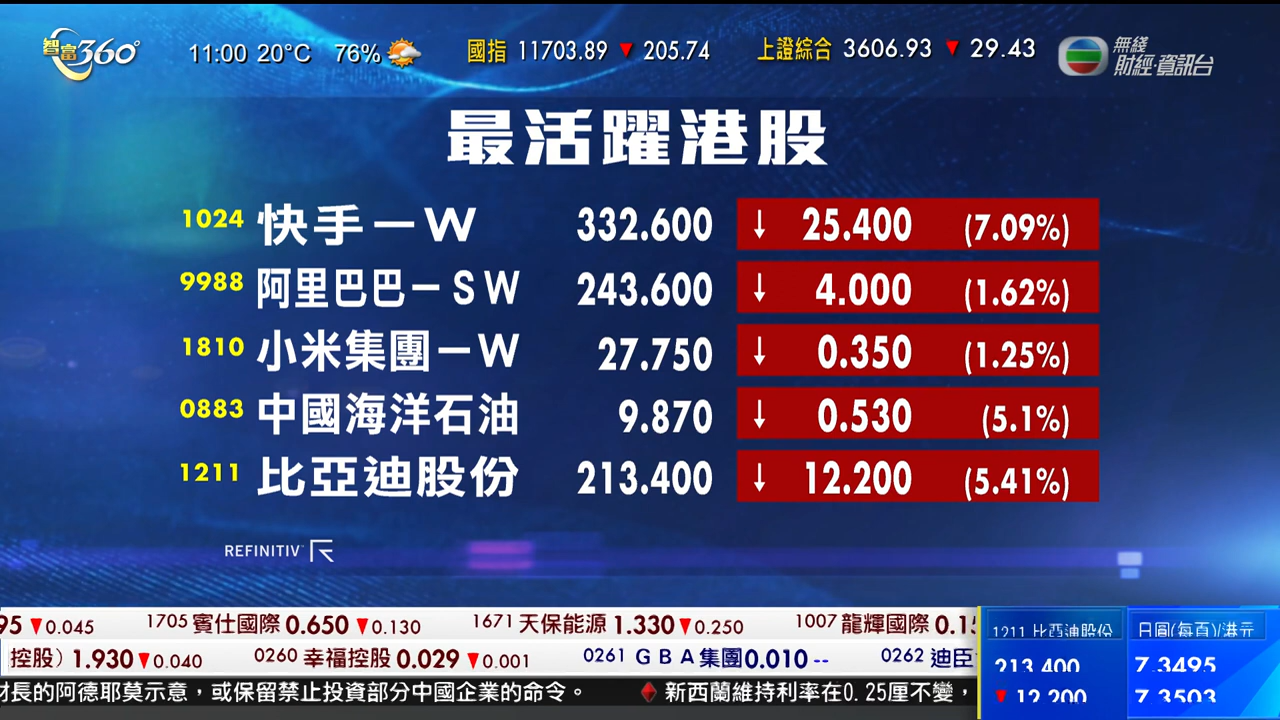 智富360°
11:00 20°C 76% 國指 11703.89 ▼ 205.74 上證綜合 3606.93 ▼ 29.43
無綫
財經·資訊台
最活躍港股
1024 快手－W 332.600 ↓ 25.400 (7.09%)
9988 阿里巴巴－SW 243.600 ↓ 4.000 (1.62%)
1810 小米集團－W 27.750 ↓ 0.350 (1.25%)
0883 中國海洋石油 9.870 ↓ 0.530 (5.1%)
1211 比亞迪股份 213.400 ↓ 12.200 (5.41%)
REFINITIV
95 ▼0.045 1705 賓仕國際 0.650 ▼0.130 1671 天保能源 1.330 ▼0.250 1007 龍輝國際 0.15
控股) 1.930 ▼0.040 0260 幸福控股 0.029 ▼0.001 0261 GBA集團 0.010 -- 0262 迪臣
財長的阿德耶莫示意，或保留禁止投資部分中國企業的命令。 ♦ 新西蘭維持利率在0.25厘不變，
1211 比亞迪股份
213.400
▼ 12.200
日圓(每百)/港元
7.3495
7.3503